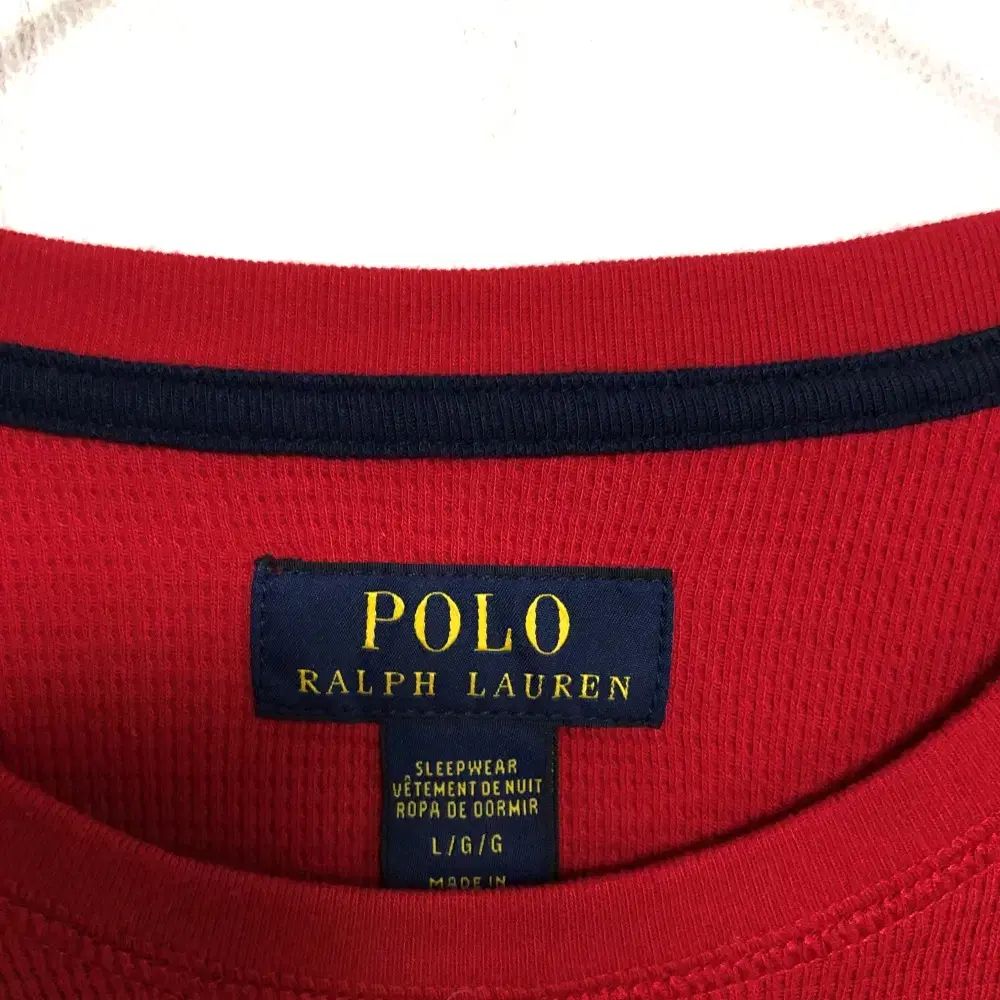 POLO
RALPH LAUREN
SLEEPWEAR
VÊTEMENT DE NUIT
ROPA DE DORMIR
L/G/G
MADE IN